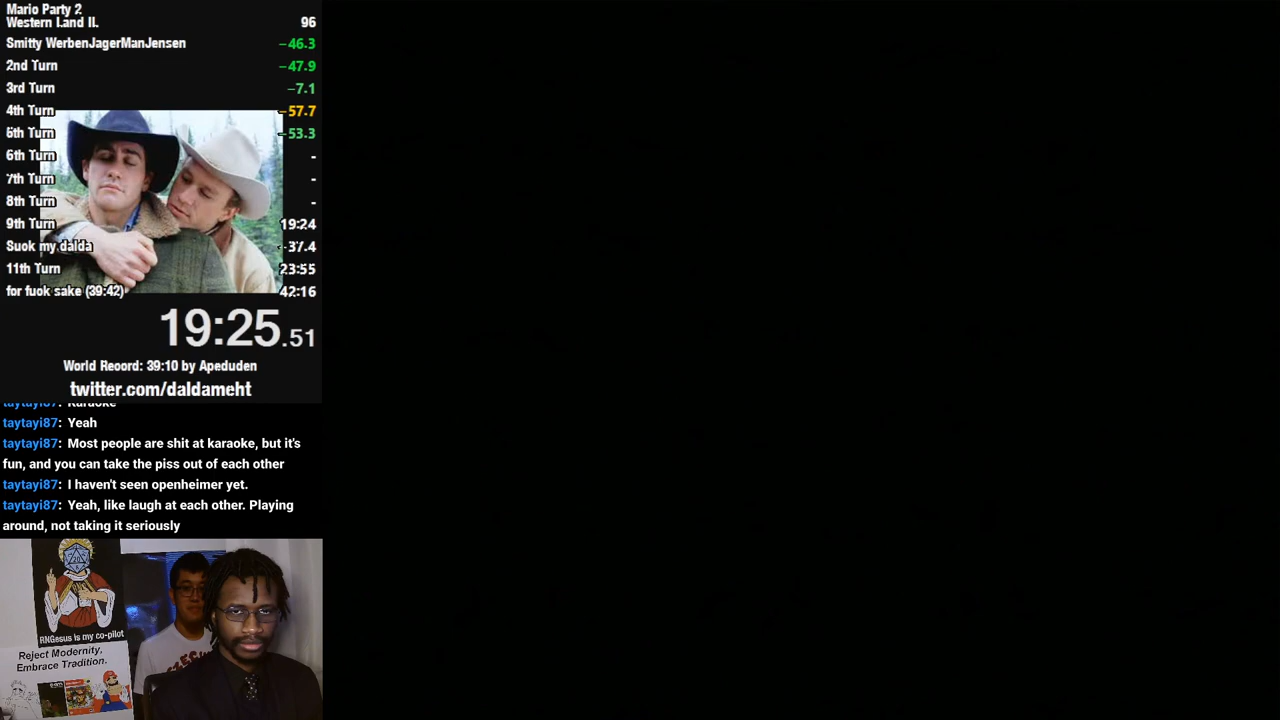 Mario Party 2
Western Land II. 96
Smitty WerbenJagerManJensen -46.3
2nd Turn -47.9
3rd Turn -7.1
4th Turn -57.7
5th Turn -53.3
6th Turn -
7th Turn -
8th Turn -
9th Turn 19:24
Suok my dalda -37.4
11th Turn 23:55
for fuok sake (39:42) 42:16
19:25.51
World Reoord: 39:10 by Apeduden
twitter.com/daldameht
taytayi87: Karaoke
taytayi87: Yeah
taytayi87: Most people are shit at karaoke, but it's
fun, and you can take the piss out of each other
taytayi87: I haven't seen openheimer yet.
taytayi87: Yeah, like laugh at each other. Playing
around, not taking it seriously
RNGesus is my co-pilot
Reject Modernity,
Embrace Tradition.